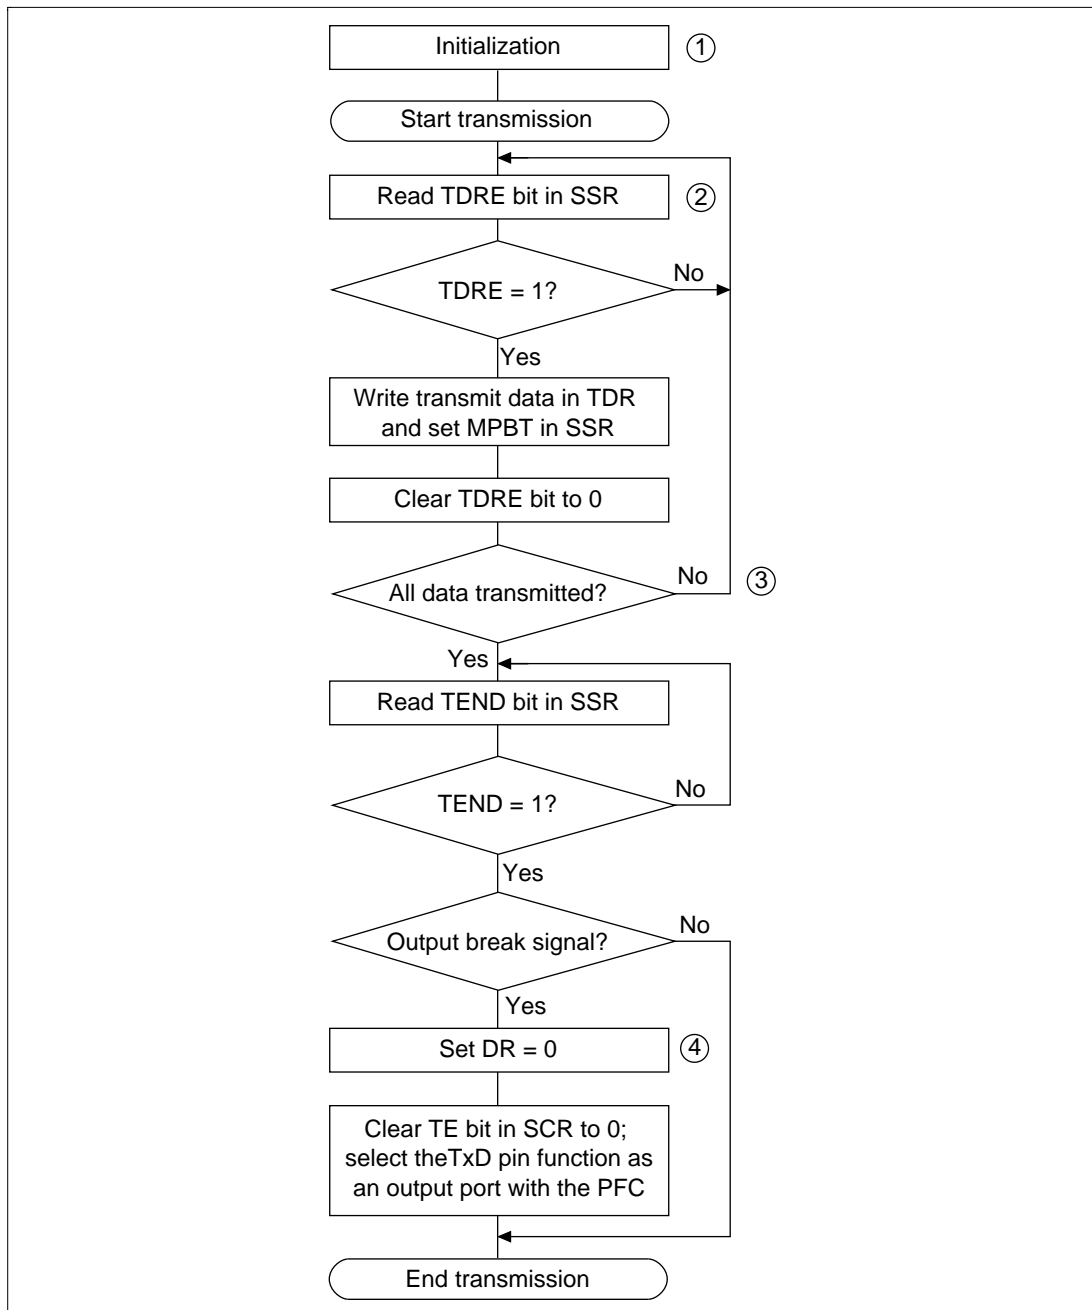 Initialization
①
Start transmission
Read TDRE bit in SSR
②
TDRE = 1?
No
Yes
Write transmit data in TDR
and set MPBT in SSR
Clear TDRE bit to 0
All data transmitted?
No
③
Yes
Read TEND bit in SSR
TEND = 1?
No
Yes
Output break signal?
No
Yes
Set DR = 0
④
Clear TE bit in SCR to 0;
select theTxD pin function as
an output port with the PFC
End transmission